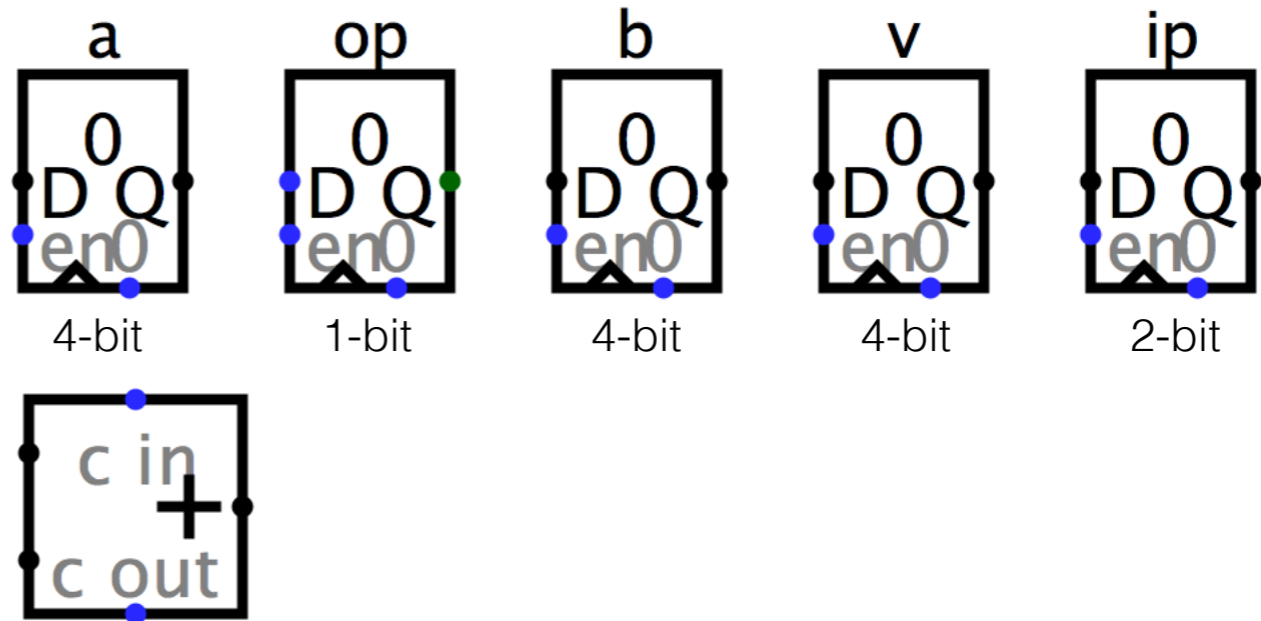 a op b v ip
0 0 0 0 0
D Q D Q D Q D Q D Q
en0 en0 en0 en0 en0
4-bit 1-bit 4-bit 4-bit 2-bit
c in
+
c out